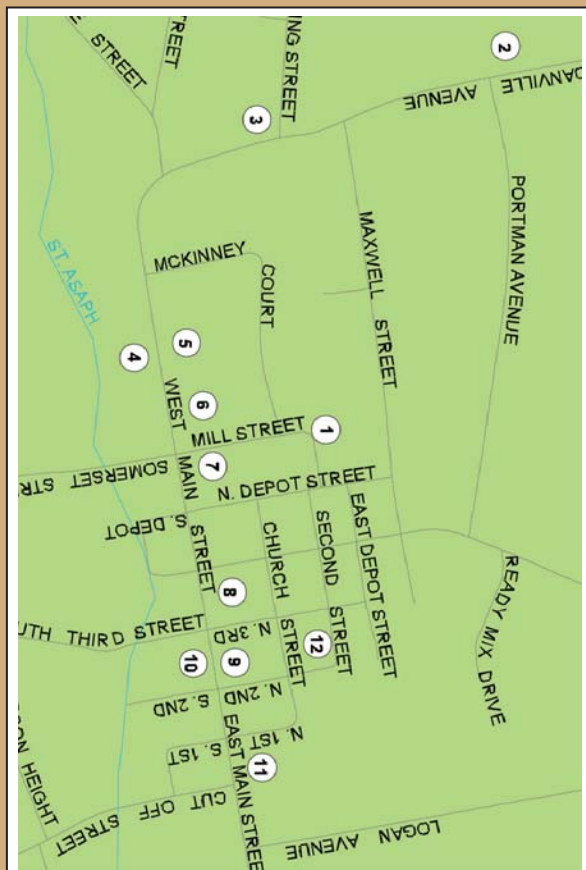 E STREET
TREET
ING STREET
2
DANVILLE
AVENUE
3
PORTMAN AVENUE
MAXWELL STREET
MCKINNEY
COURT
ST. ASAPH
4
5
6
WEST
MAIN
STREET
MILL STREET
1
7
SOMERSET STR
N. DEPOT STREET
S. DEPOT
CHURCH
STREET
SECOND
STREET
EAST DEPOT STREET
READY MIX DRIVE
8
UTH THIRD STREET
N. 3RD
12
10
9
N. 2ND
S. 2ND
N. 1ST
S. 1ST
EAST MAIN STREE
11
CUT OFF STREET
ON HEIGHT
LOGAN AVENUE